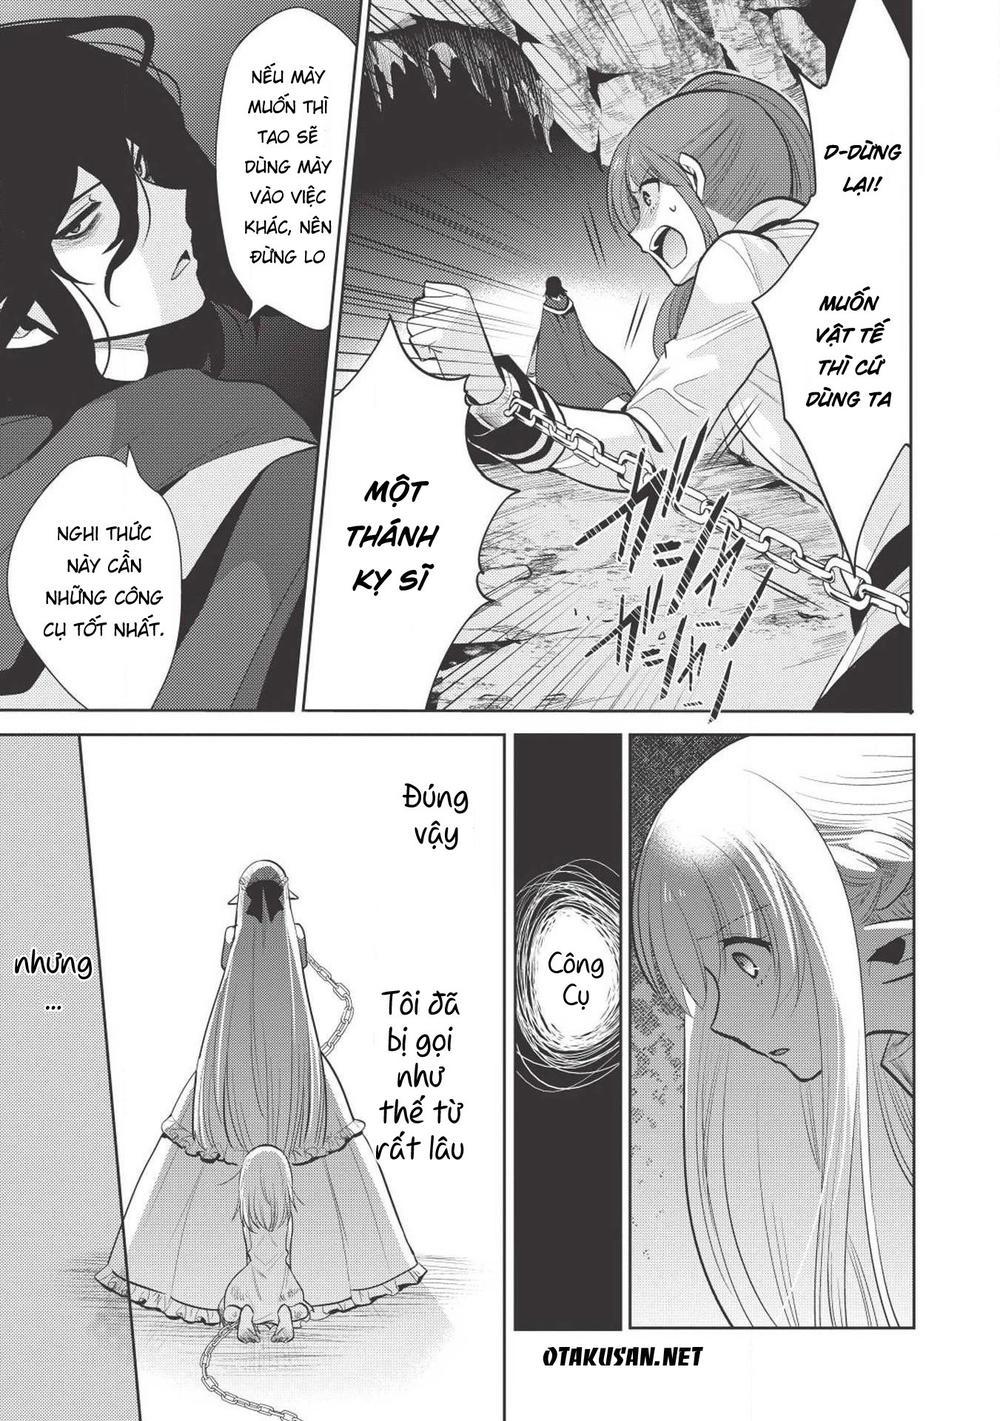 D-DỪNG
LẠI!
MUỐN
VẬT TẾ
THÌ CỨ
DÙNG TA
MỘT
THÁNH
KỴ SĨ
NẾU MÀY
MUỐN THÌ
TAO SẼ
DÙNG MÀY
VÀO VIỆC
KHÁC, NÊN
ĐỪNG LO
NGHI THỨC
NÀY CẦN
NHỮNG CÔNG
CỤ TỐT NHẤT.
Công
Cụ
Đúng
vậy
Tôi đã
bị gọi
như
thế từ
rất lâu
nhưng
...
OTAKUSAN.NET